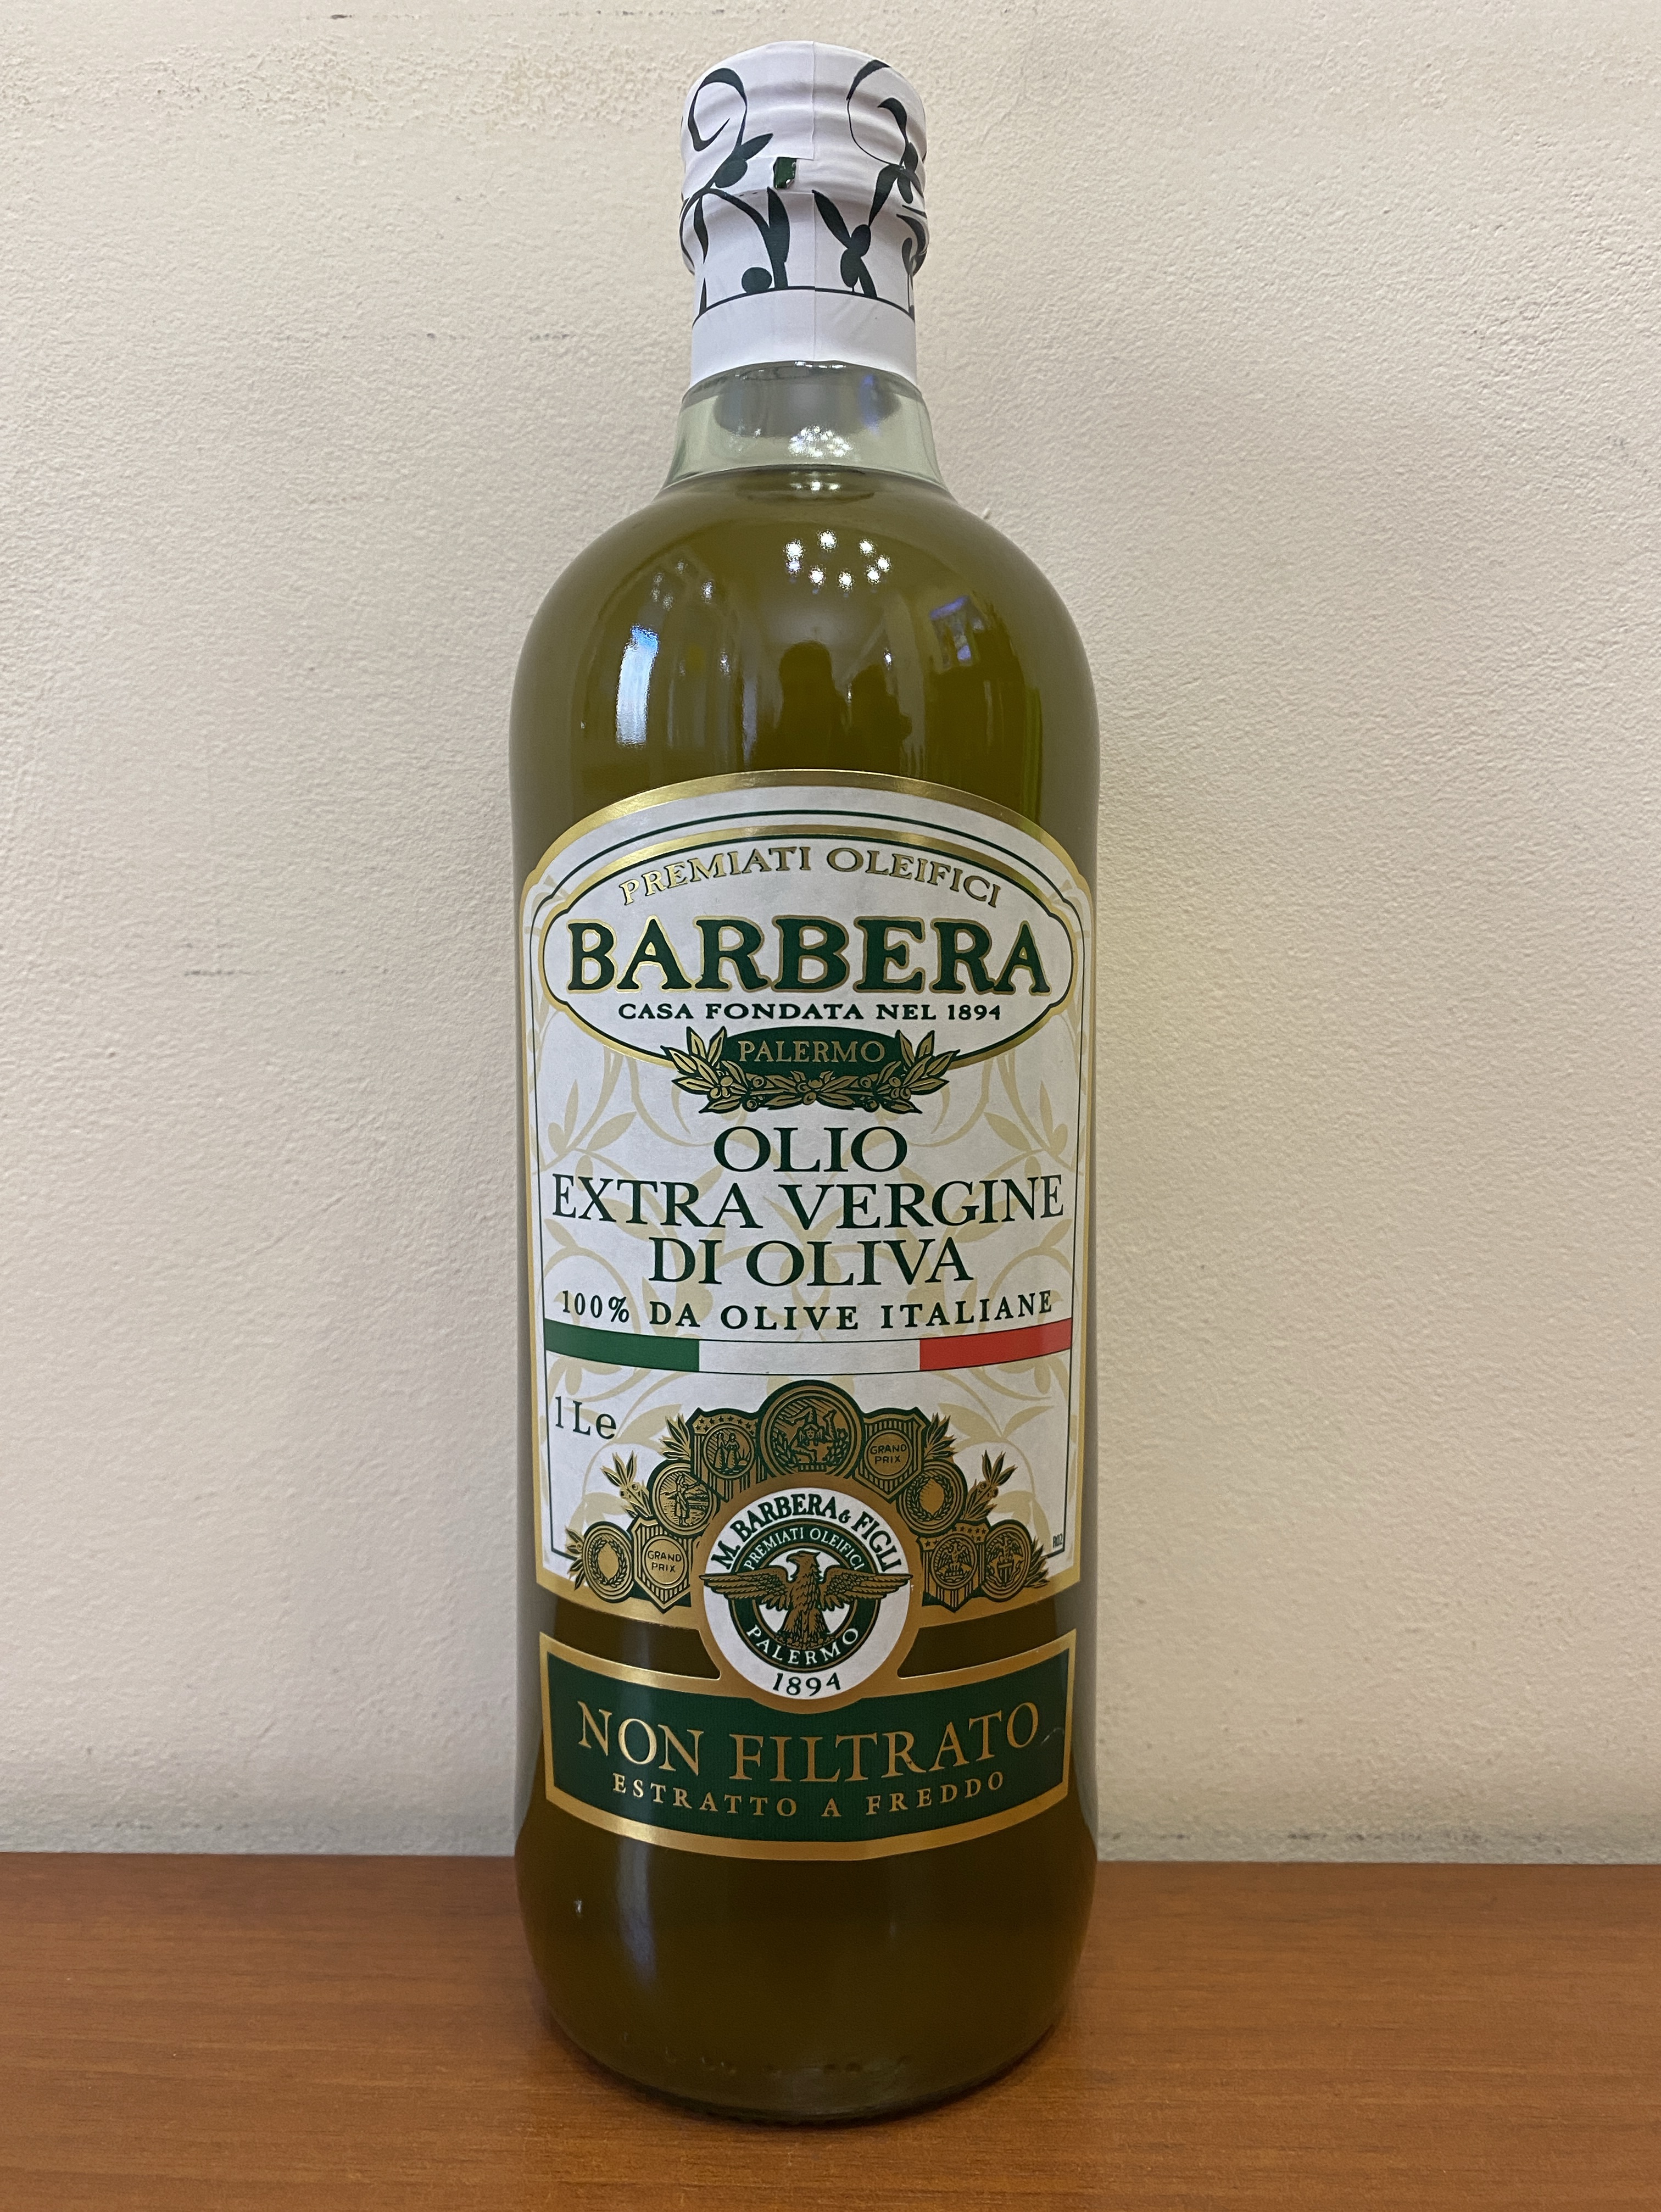 PREMIATI OLEIFICI
BARBERA
CASA FONDATA NEL 1894
PALERMO
OLIO
EXTRA VERGINE
DI OLIVA
100% DA OLIVE ITALIANE
1 L e
GRAND
PRIX
GRAND
PRIX
M. BARBERA & FIGLI
PREMIATI OLEIFICI
PALERMO
1894
R02
NON FILTRATO
ESTRATTO A FREDDO